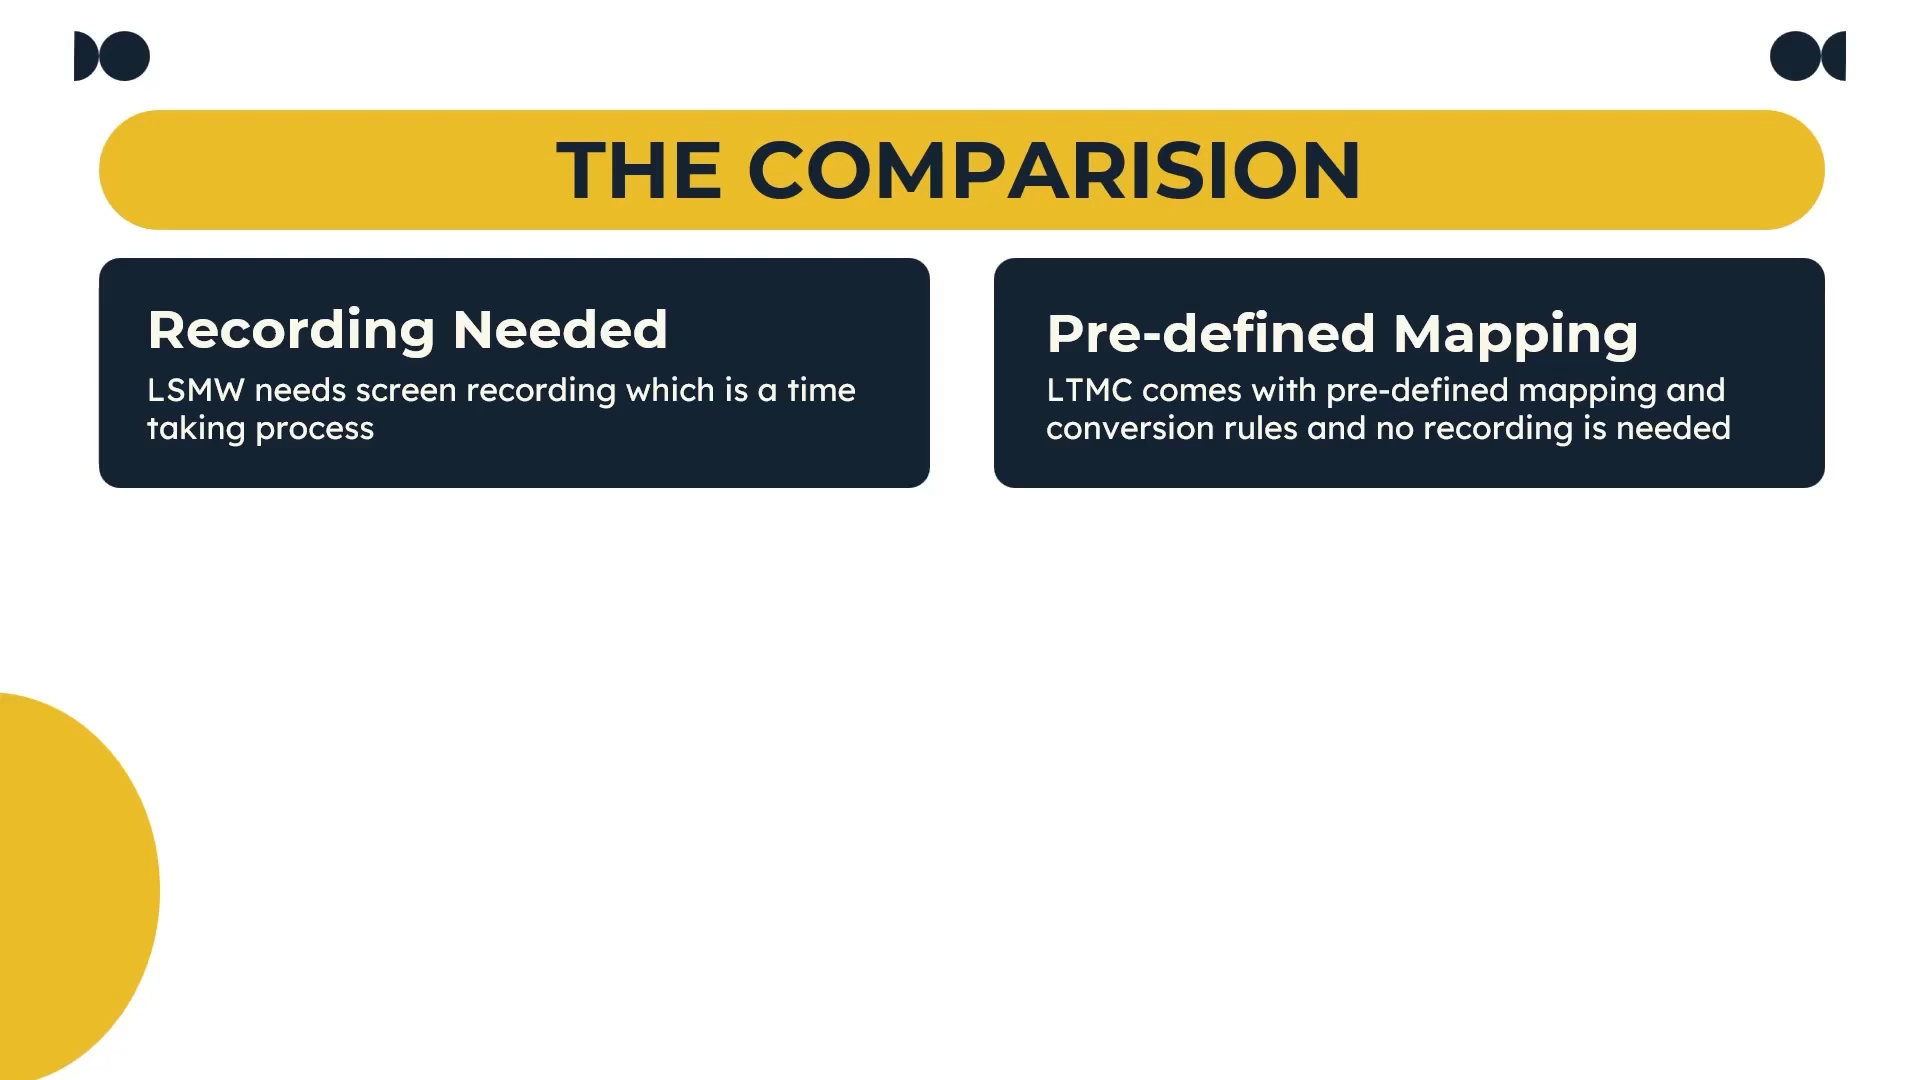 THE COMPARISION
Recording Needed
LSMW needs screen recording which is a time
taking process
Pre-defined Mapping
LTMC comes with pre-defined mapping and
conversion rules and no recording is needed